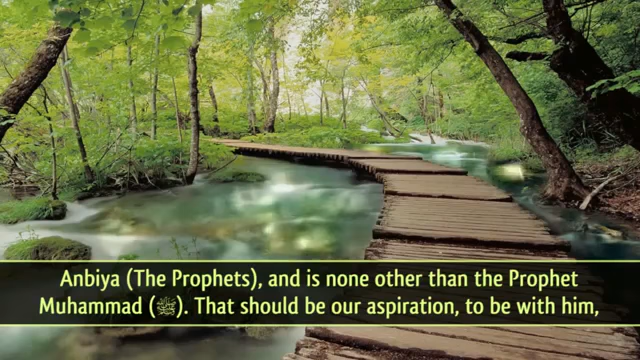 Anbiya (The Prophets), and is none other than the Prophet
Muhammad (ﷺ). That should be our aspiration, to be with him,